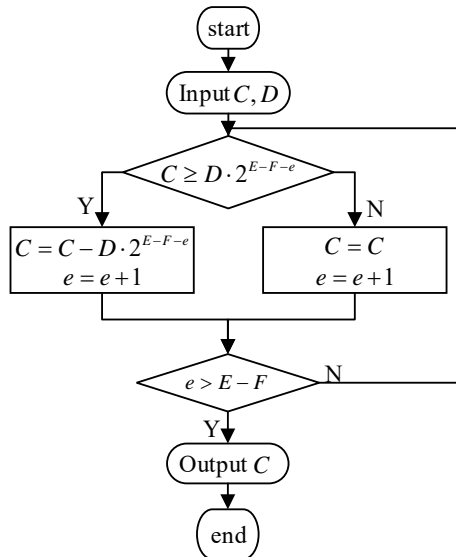 start
Input C, D
C ≥ D · 2^{E−F−e}
Y
N
C = C − D · 2^{E−F−e}
e = e + 1
C = C
e = e + 1
e > E − F
N
Y
Output C
end